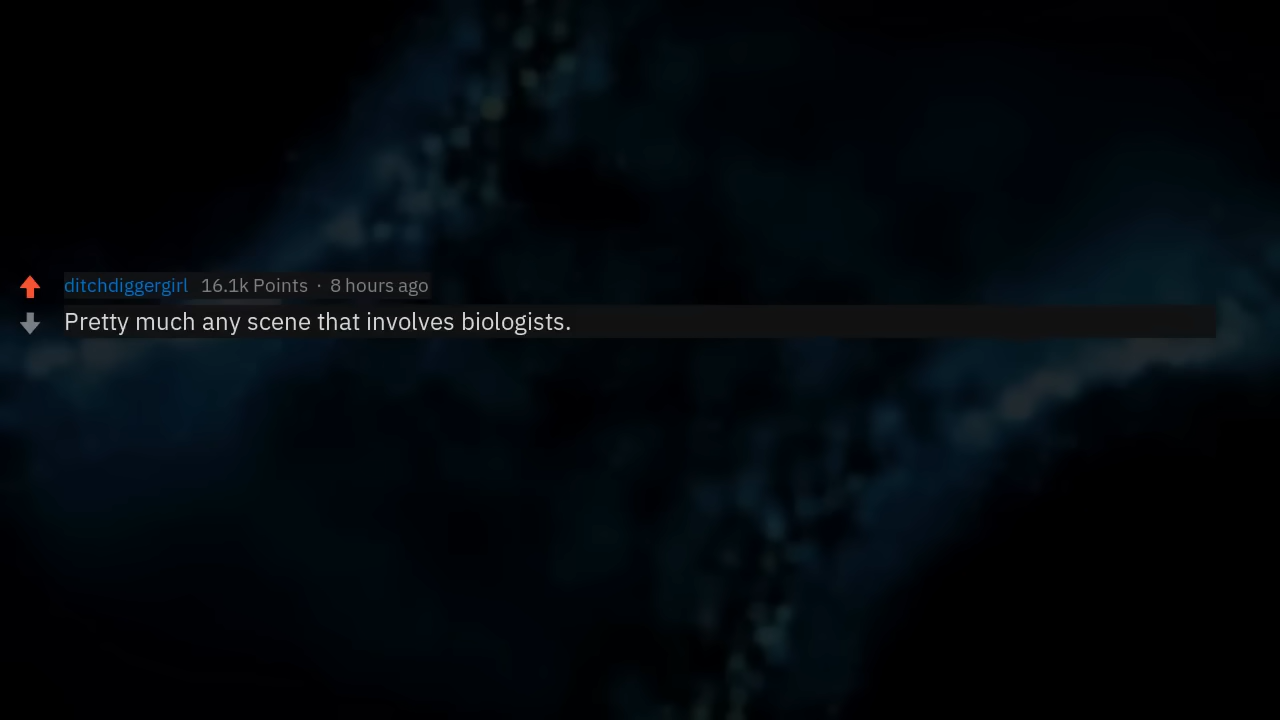 ditchdiggergirl 16.1k Points · 8 hours ago
Pretty much any scene that involves biologists.